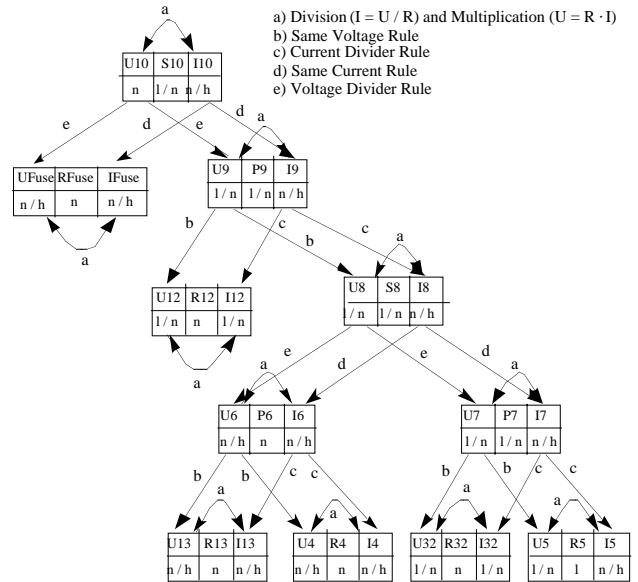 a
a) Division (I = U / R) and Multiplication (U = R · I)
b) Same Voltage Rule
c) Current Divider Rule
d) Same Current Rule
e) Voltage Divider Rule
U10 S10 I10
n l / n n / h
e d e d a
UFuse RFuse IFuse
n / h n n / h
a
U9 P9 I9
l / n l / n n / h
b c b c a
U12 R12 I12
l / n n l / n
a
U8 S8 I8
l / n l / n n / h
e d e d
a a
U6 P6 I6
n / h n n / h
U7 P7 I7
l / n l / n n / h
b b c c b b c c
a a a a
U13 R13 I13
n / h n n / h
U4 R4 I4
n / h n n / h
U32 R32 I32
l / n n l / n
U5 R5 I5
l / n l n / h